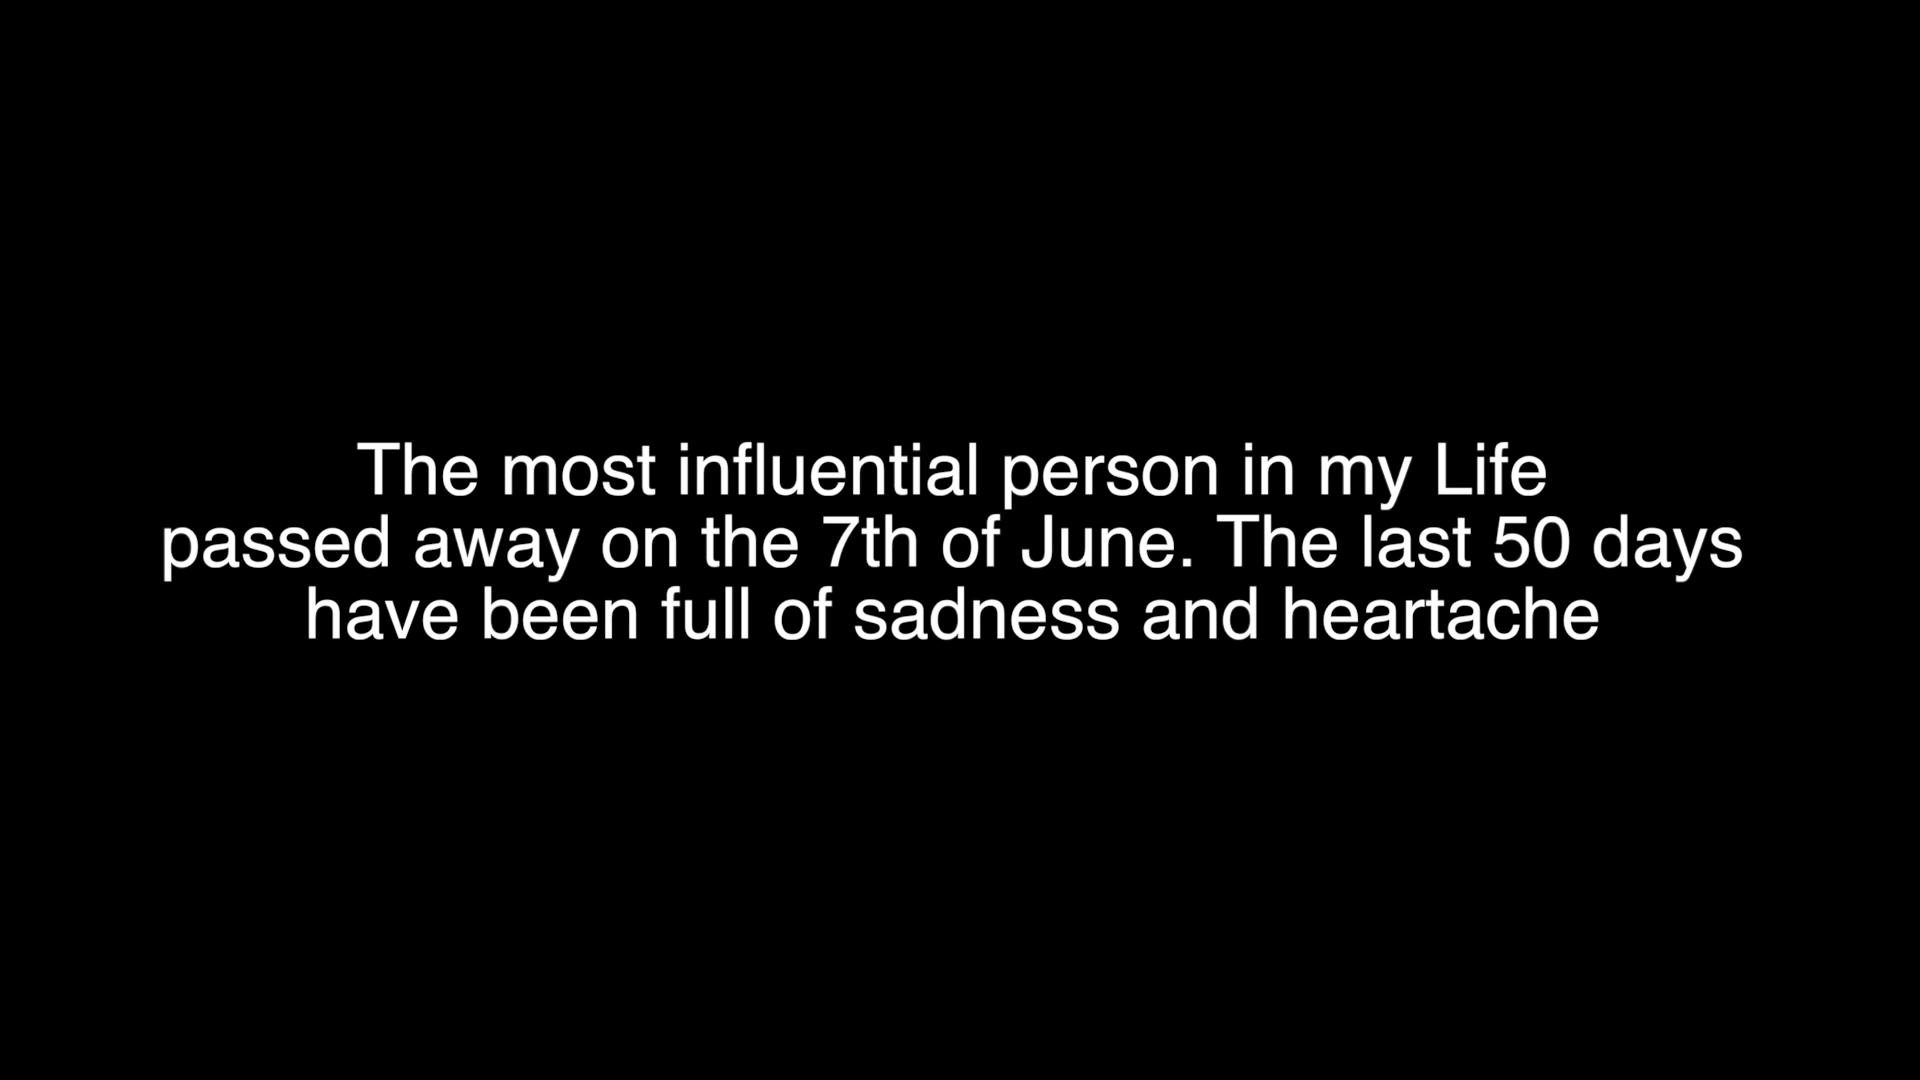 The most influential person in my Life
passed away on the 7th of June. The last 50 days
have been full of sadness and heartache